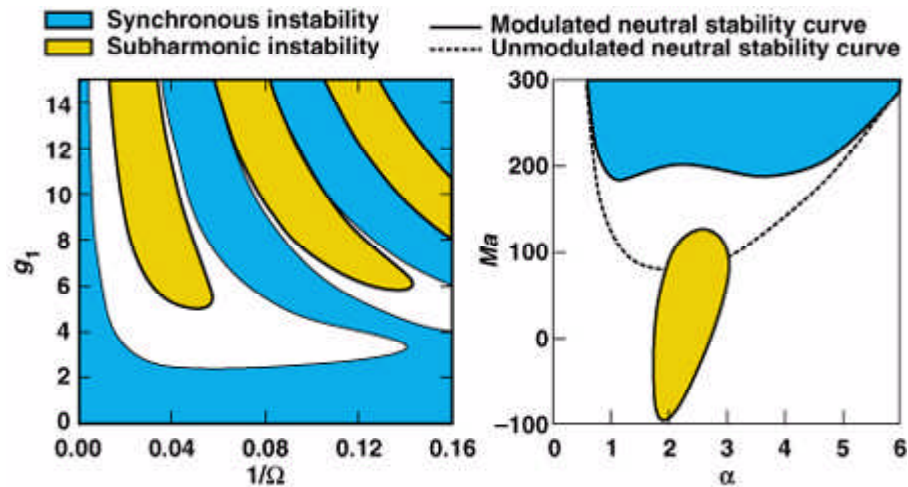 Synchronous instability
Subharmonic instability
Modulated neutral stability curve
Unmodulated neutral stability curve
14
12
10
8
6
4
2
0
g₁
0.00 0.04 0.08 0.12 0.16
1/Ω
300
200
100
0
−100
Ma
0 1 2 3 4 5 6
α